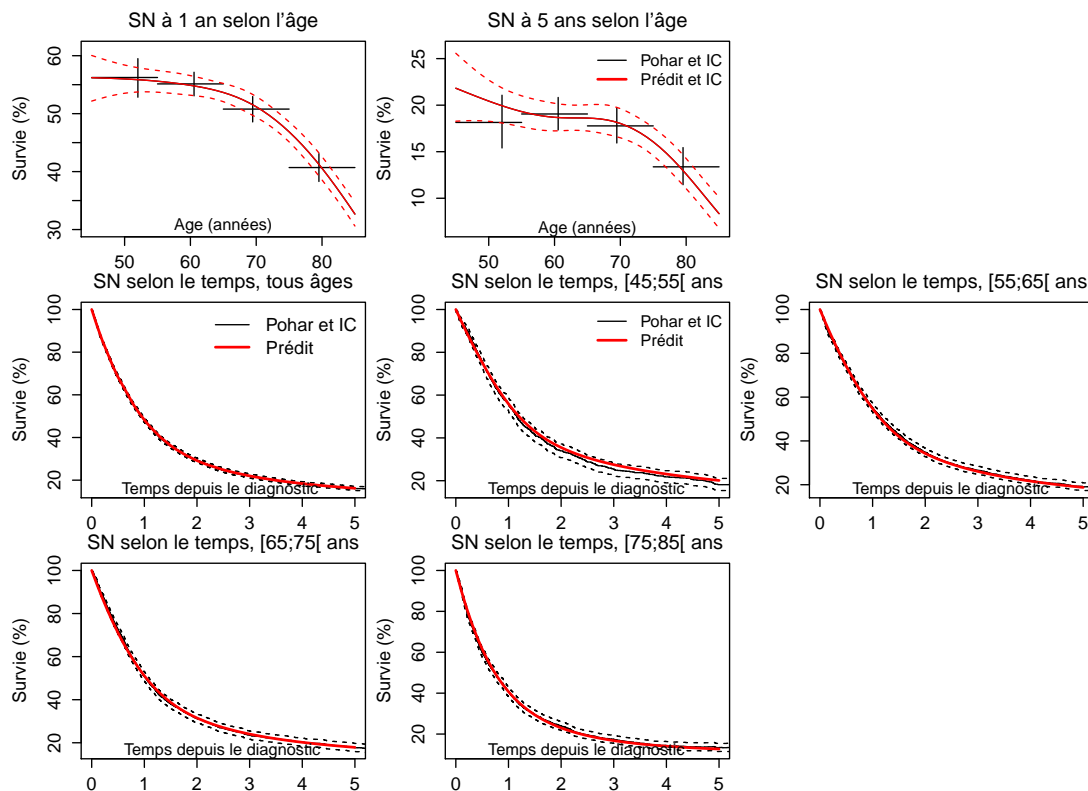 SN à 1 an selon l'âge
Survie (%)
60
50
40
30
Age (années)
50 60 70 80
SN à 5 ans selon l'âge
Survie (%)
25
20
15
10
Pohar et IC
Prédit et IC
Age (années)
50 60 70 80
SN selon le temps, tous âges
Survie (%)
100
80
60
40
20
Pohar et IC
Prédit
Temps depuis le diagnostic
0 1 2 3 4 5
SN selon le temps, [45;55[ ans
Survie (%)
100
80
60
40
20
Pohar et IC
Prédit
Temps depuis le diagnostic
0 1 2 3 4 5
SN selon le temps, [55;65[ ans
Survie (%)
100
80
60
40
20
Temps depuis le diagnostic
0 1 2 3 4 5
SN selon le temps, [65;75[ ans
Survie (%)
100
80
60
40
20
Temps depuis le diagnostic
0 1 2 3 4 5
SN selon le temps, [75;85[ ans
Survie (%)
100
80
60
40
20
Temps depuis le diagnostic
0 1 2 3 4 5